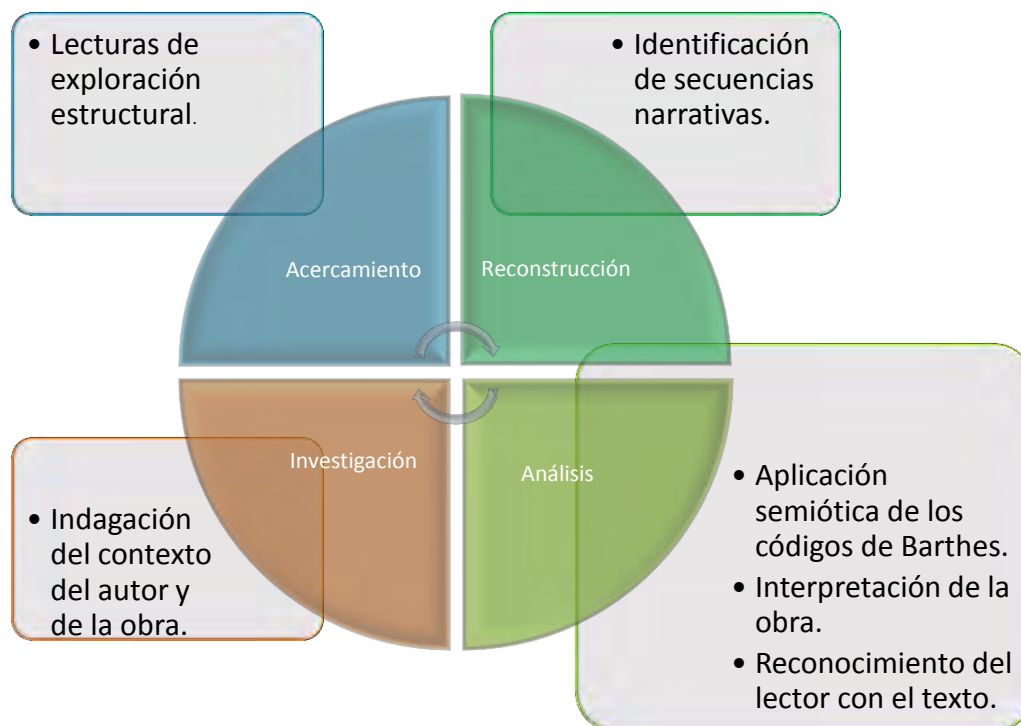 • Lecturas de
exploración
estructural.
• Identificación
de secuencias
narrativas.
Acercamiento
Reconstrucción
Investigación
Análisis
• Indagación
del contexto
del autor y
de la obra.
• Aplicación
semiótica de los
códigos de Barthes.
• Interpretación de la
obra.
• Reconocimiento del
lector con el texto.